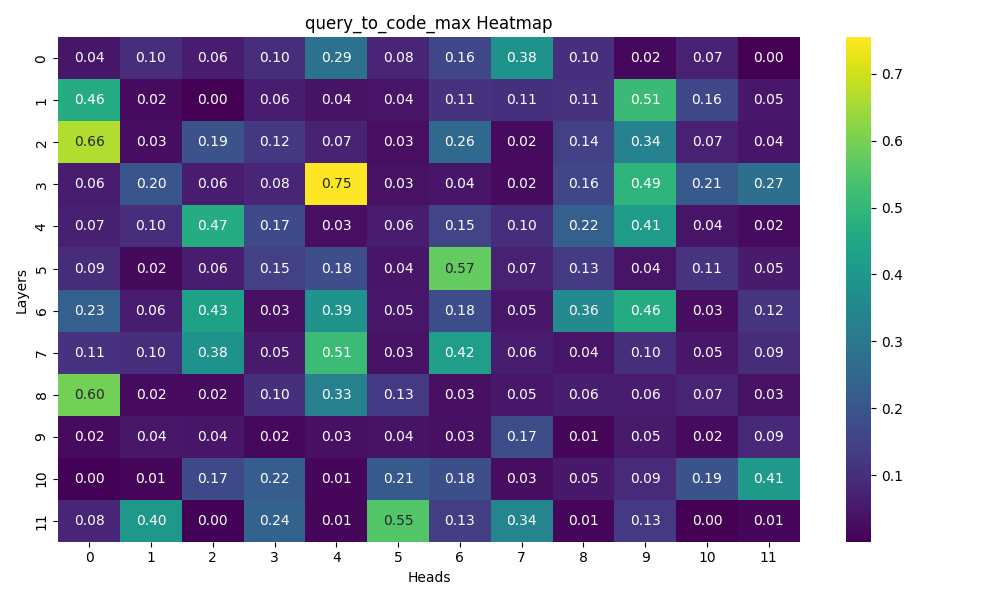 query_to_code_max Heatmap
0 0.04 0.10 0.06 0.10 0.29 0.08 0.16 0.38 0.10 0.02 0.07 0.00
1 0.46 0.02 0.00 0.06 0.04 0.04 0.11 0.11 0.11 0.51 0.16 0.05
2 0.66 0.03 0.19 0.12 0.07 0.03 0.26 0.02 0.14 0.34 0.07 0.04
3 0.06 0.20 0.06 0.08 0.75 0.03 0.04 0.02 0.16 0.49 0.21 0.27
4 0.07 0.10 0.47 0.17 0.03 0.06 0.15 0.10 0.22 0.41 0.04 0.02
5 0.09 0.02 0.06 0.15 0.18 0.04 0.57 0.07 0.13 0.04 0.11 0.05
6 0.23 0.06 0.43 0.03 0.39 0.05 0.18 0.05 0.36 0.46 0.03 0.12
7 0.11 0.10 0.38 0.05 0.51 0.03 0.42 0.06 0.04 0.10 0.05 0.09
8 0.60 0.02 0.02 0.10 0.33 0.13 0.03 0.05 0.06 0.06 0.07 0.03
9 0.02 0.04 0.04 0.02 0.03 0.04 0.03 0.17 0.01 0.05 0.02 0.09
10 0.00 0.01 0.17 0.22 0.01 0.21 0.18 0.03 0.05 0.09 0.19 0.41
11 0.08 0.40 0.00 0.24 0.01 0.55 0.13 0.34 0.01 0.13 0.00 0.01
0 1 2 3 4 5 6 7 8 9 10 11
Heads
Layers
0.7
0.6
0.5
0.4
0.3
0.2
0.1